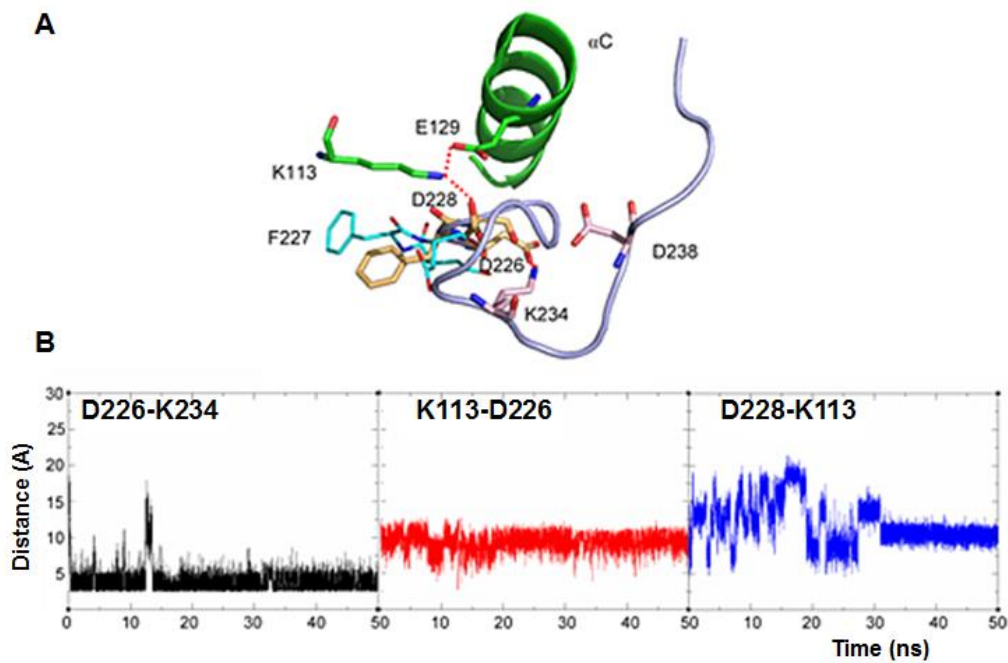 A
αC
E129
K113
D228
F227
D226
D238
K234
B
D226-K234
K113-D226
D228-K113
Distance (A)
30
25
20
15
10
5
0 10 20 30 40 50 10 20 30 40 50 10 20 30 40 50
Time (ns)